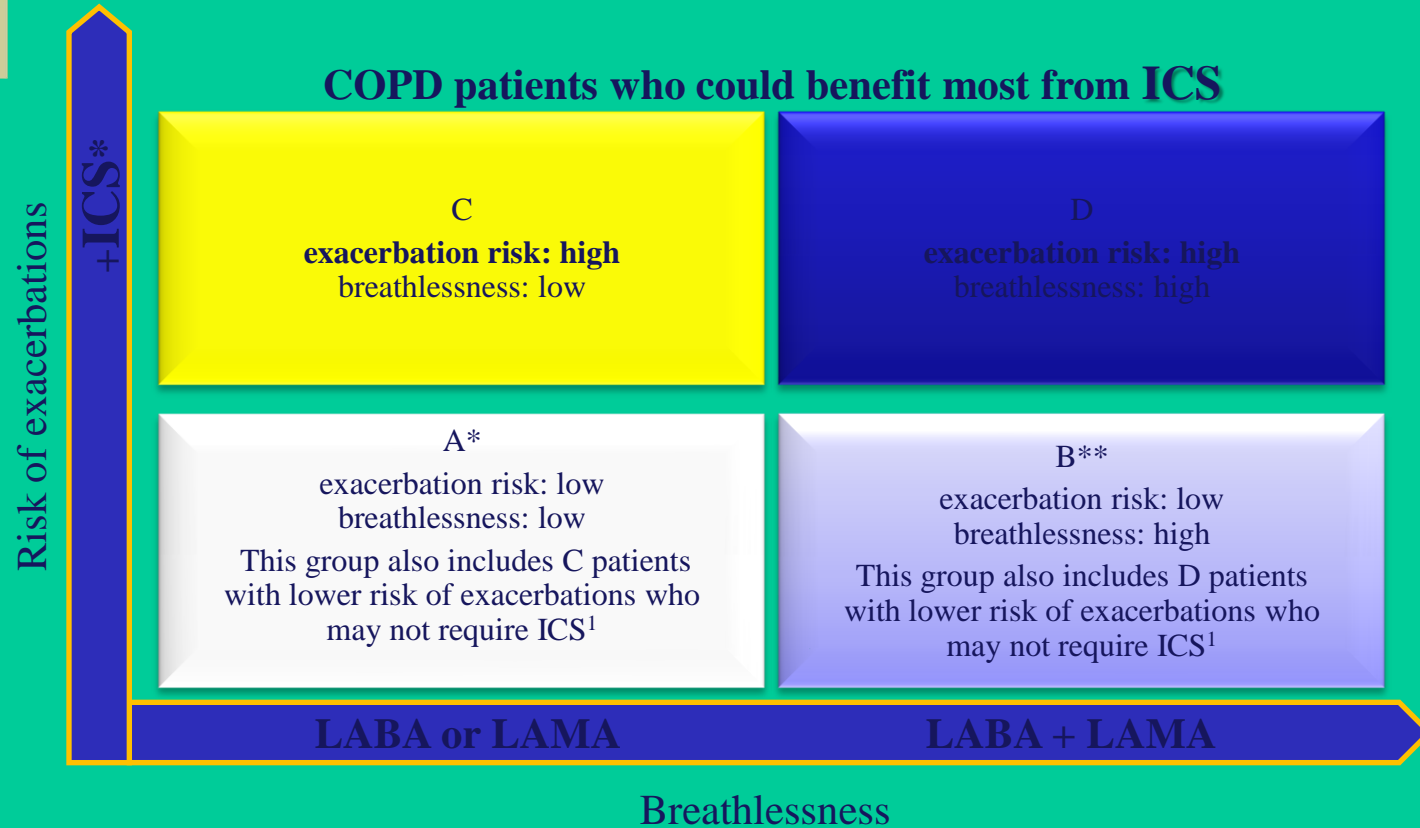 COPD patients who could benefit most from ICS
Risk of exacerbations
+ICS*
C
exacerbation risk: high
breathlessness: low
D
exacerbation risk: high
breathlessness: high
A*
exacerbation risk: low
breathlessness: low
This group also includes C patients
with lower risk of exacerbations who
may not require ICS¹
B**
exacerbation risk: low
breathlessness: high
This group also includes D patients
with lower risk of exacerbations who
may not require ICS¹
LABA or LAMA
LABA + LAMA
Breathlessness